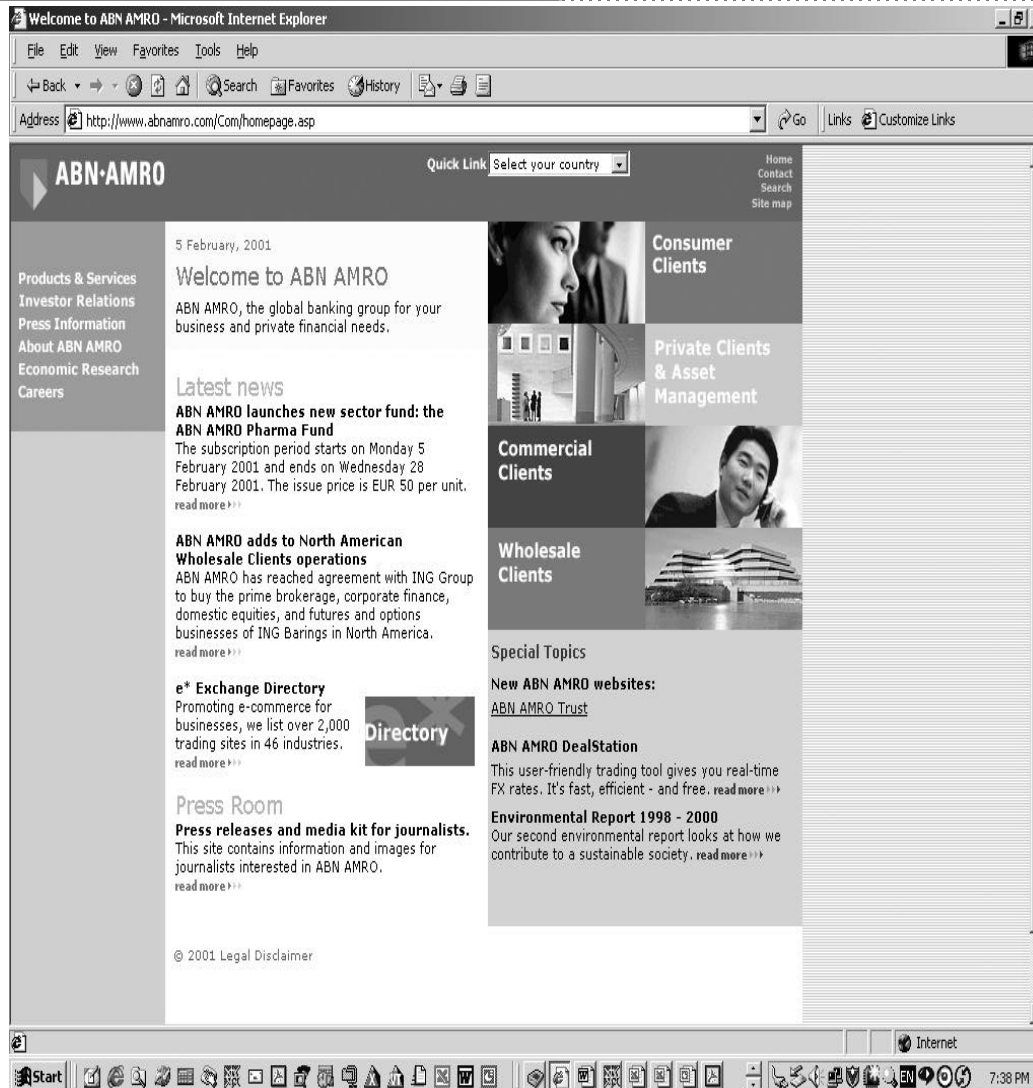 Welcome to ABN AMRO - Microsoft Internet Explorer
File Edit View Favorites Tools Help
Back Search Favorites History
Address http://www.abnamro.com/Com/homepage.asp Go Links Customize Links
ABN·AMRO
Quick Link Select your country
Home
Contact
Search
Site map
Products & Services
Investor Relations
Press Information
About ABN AMRO
Economic Research
Careers
5 February, 2001
Welcome to ABN AMRO
ABN AMRO, the global banking group for your
business and private financial needs.
Latest news
ABN AMRO launches new sector fund: the
ABN AMRO Pharma Fund
The subscription period starts on Monday 5
February 2001 and ends on Wednesday 28
February 2001. The issue price is EUR 50 per unit.
read more
ABN AMRO adds to North American
Wholesale Clients operations
ABN AMRO has reached agreement with ING Group
to buy the prime brokerage, corporate finance,
domestic equities, and futures and options
businesses of ING Barings in North America.
read more
e* Exchange Directory
Promoting e-commerce for
businesses, we list over 2,000
trading sites in 46 industries.
read more
e*
Directory
Press Room
Press releases and media kit for journalists.
This site contains information and images for
journalists interested in ABN AMRO.
read more
© 2001 Legal Disclaimer
Consumer
Clients
Private Clients
& Asset
Management
Commercial
Clients
Wholesale
Clients
Special Topics
New ABN AMRO websites:
ABN AMRO Trust
ABN AMRO DealStation
This user-friendly trading tool gives you real-time
FX rates. It's fast, efficient - and free. read more
Environmental Report 1998 - 2000
Our second environmental report looks at how we
contribute to a sustainable society. read more
Internet
Start EN 7:38 PM